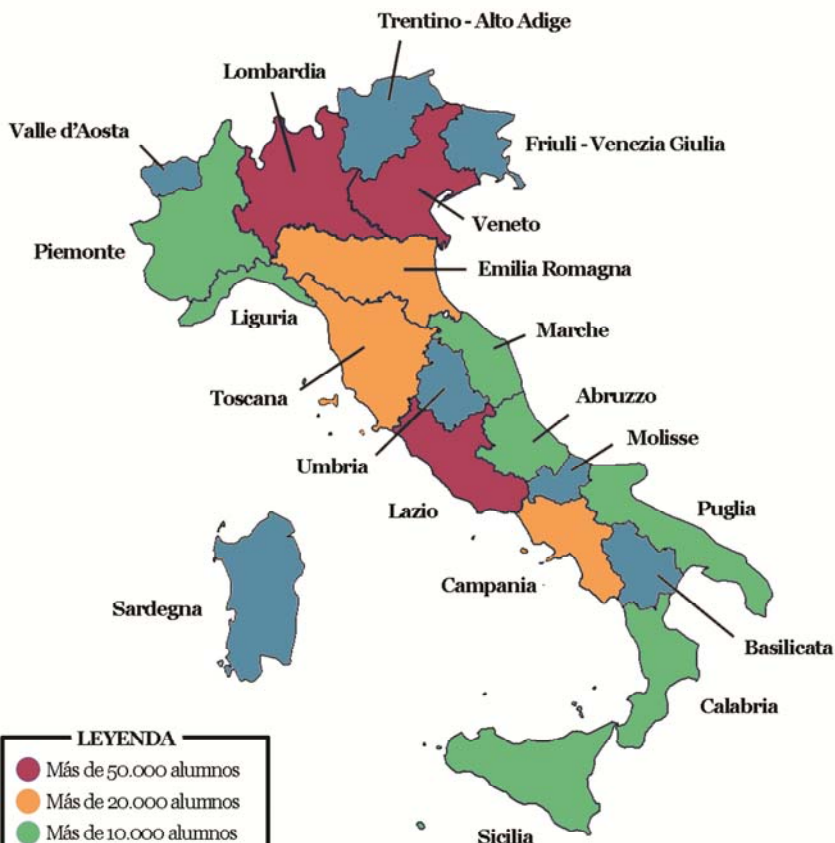 Trentino - Alto Adige
Lombardia
Valle d'Aosta
Friuli - Venezia Giulia
Veneto
Piemonte
Emilia Romagna
Liguria
Marche
Toscana
Abruzzo
Molisse
Umbria
Lazio
Puglia
Campania
Sardegna
Basilicata
Calabria
LEYENDA
Más de 50.000 alumnos
Más de 20.000 alumnos
Más de 10.000 alumnos
Sicilia